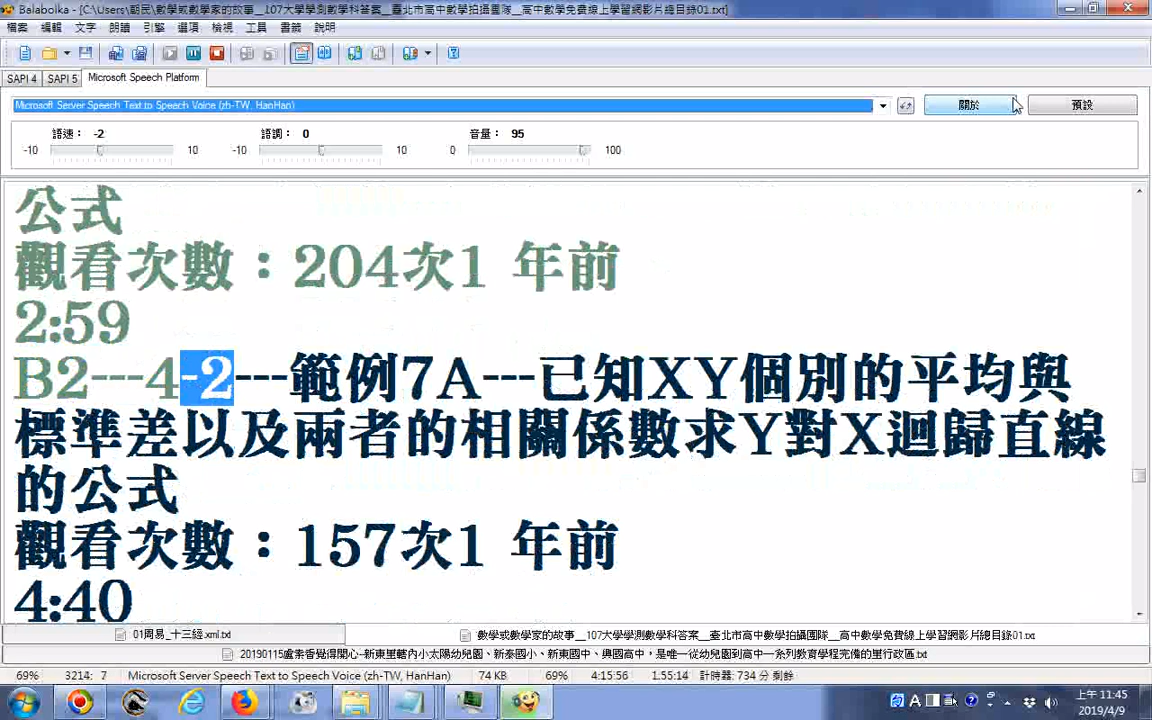 Balabolka - [C:\Users\朝民\數學或數學家的故事__107大學學測數學科答案__臺北市高中數學拍攝團隊__高中數學免費線上學習網影片總目錄01.txt]
檔案 編輯 文字 朗讀 引擎 選項 檢視 工具 書籤 說明
SAPI 4 SAPI 5 Microsoft Speech Platform
Microsoft Server Speech Text to Speech Voice (zh-TW, HanHan)
關於 預設
語速： -2 語調： 0 音量： 95
-10 10 -10 10 0 100
公式
觀看次數：204次1 年前
2:59
B2---4-2---範例7A---已知XY個別的平均與
標準差以及兩者的相關係數求Y對X迴歸直線
的公式
觀看次數：157次1 年前
4:40
01周易_十三經.xml.txt 數學或數學家的故事__107大學學測數學科答案__臺北市高中數學拍攝團隊__高中數學免費線上學習網影片總目錄01.txt
20190115盧素香覺得開心-新東里轄內小太陽幼兒園、新泰國小、新東國中、興國高中，是唯一從幼兒園到高中一系列教育學程完備的里行政區.txt
69% 3214: 7 Microsoft Server Speech Text to Speech Voice (zh-TW, HanHan) 74 KB 69% 4:15:56 1.55:14 計時器: 734 分 剩餘
上午 11:45
2019/4/9